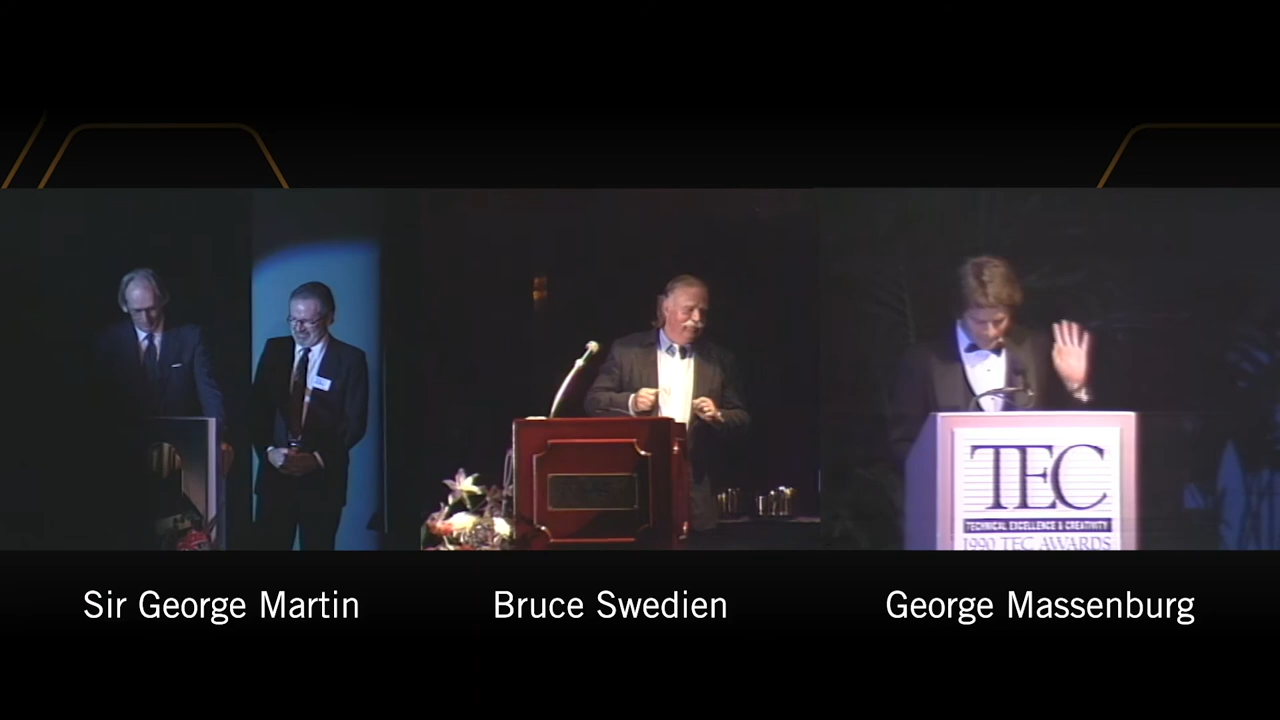 TEC
TECHNICAL EXCELLENCE & CREATIVITY
1990 TEC AWARDS
Sir George Martin
Bruce Swedien
George Massenburg